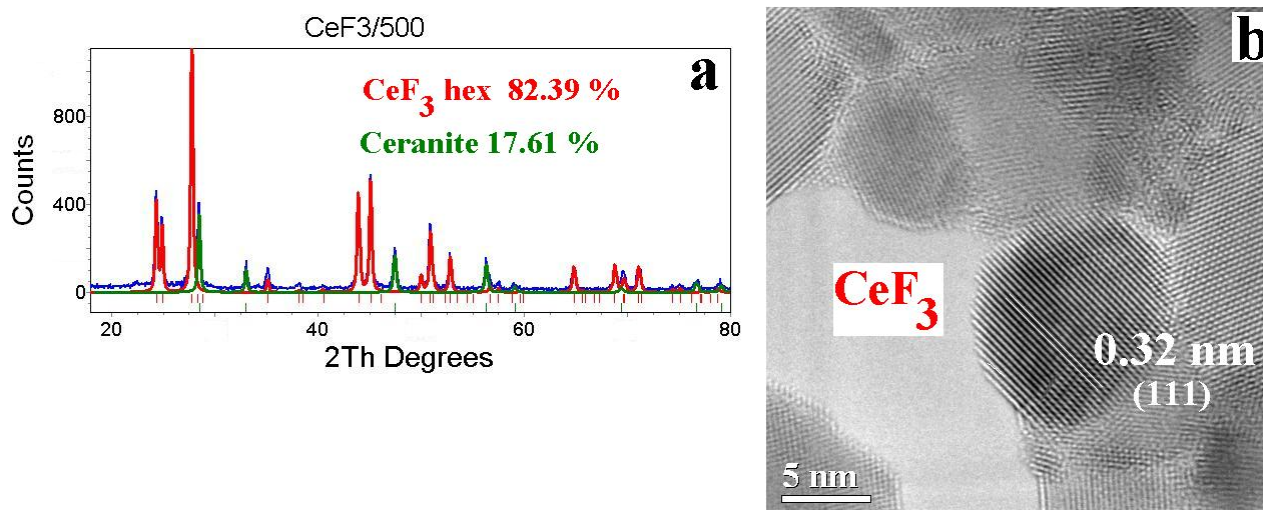 CeF3/500
a
CeF₃ hex 82.39 %
Ceranite 17.61 %
800
400
0
Counts
20
40
60
80
2Th Degrees
b
CeF₃
0.32 nm
(111)
5 nm